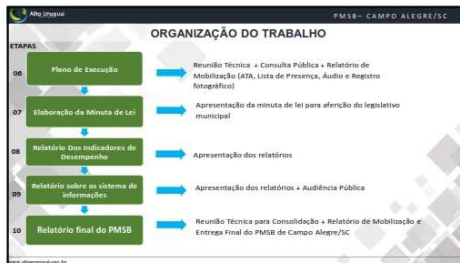 Alto Uruguai
PMSB– CAMPO ALEGRE/SC
ORGANIZAÇÃO DO TRABALHO
ETAPAS
06
Plano de Execução
Reunião Técnica + Consulta Pública + Relatório de
Mobilização (ATA, Lista de Presença, Áudio e Registro
fotográfico)
07
Elaboração da Minuta de Lei
Apresentação da minuta de lei para aferição do legislativo
municipal
08
Relatório Dos Indicadores de
Desempenho
Apresentação dos relatórios
09
Relatório sobre os sistema de
informações
Apresentação dos relatórios + Audiência Pública
10
Relatório final do PMSB
Reunião Técnica para Consolidação + Relatório de Mobilização e
Entrega Final do PMSB de Campo Alegre/SC